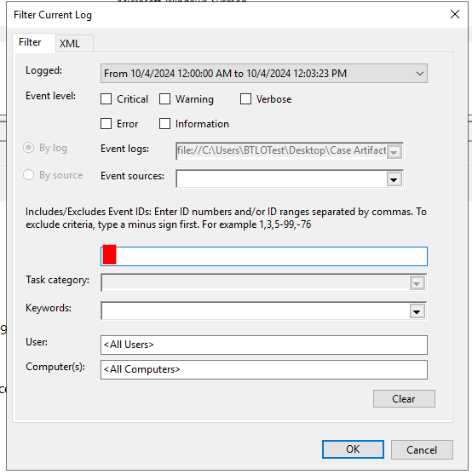 Filter Current Log
Filter
XML
Logged:
From 10/4/2024 12:00:00 AM to 10/4/2024 12:03:23 PM
Event level:
Critical
Warning
Verbose
Error
Information
By log
Event logs:
file://C:\Users\BTLOTest\Desktop\Case Artifact
By source
Event sources:
Includes/Excludes Event IDs: Enter ID numbers and/or ID ranges separated by commas. To
exclude criteria, type a minus sign first. For example 1,3,5-99,-76
Task category:
Keywords:
User:
<All Users>
Computer(s):
<All Computers>
Clear
OK
Cancel